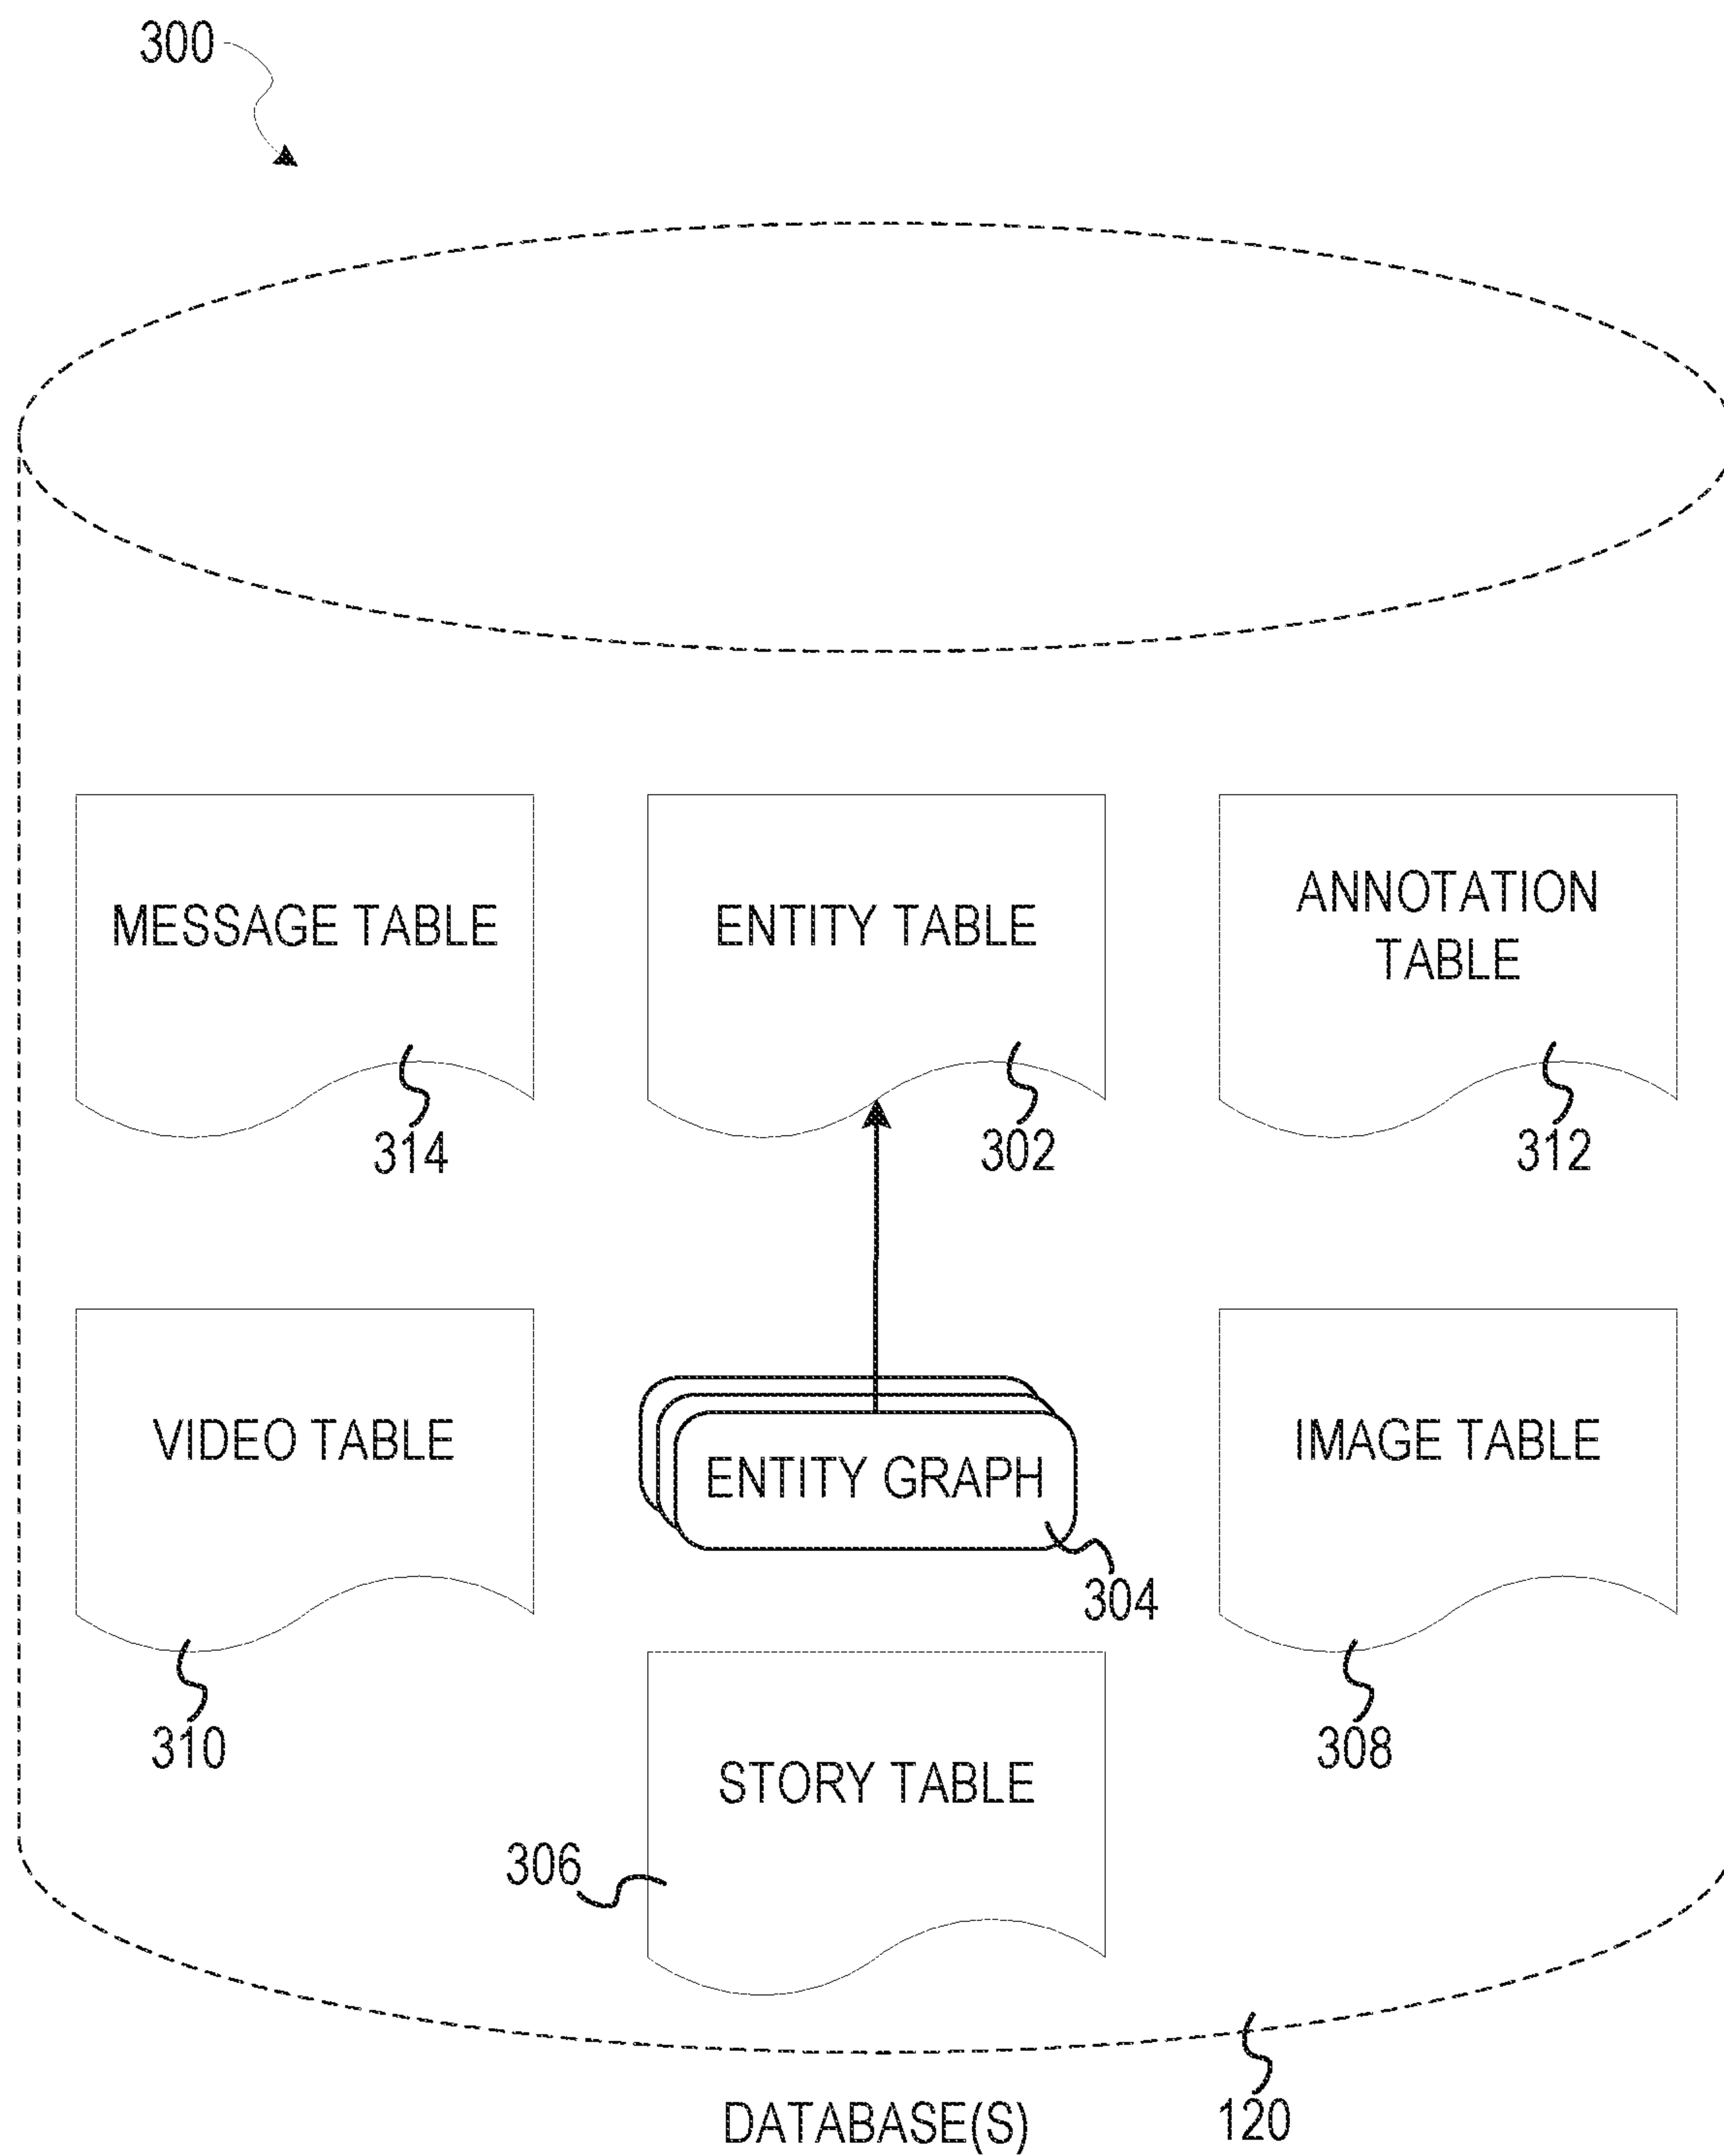 300
MESSAGE TABLE
314
ENTITY TABLE
302
ANNOTATION
TABLE
312
VIDEO TABLE
310
ENTITY GRAPH
304
IMAGE TABLE
308
STORY TABLE
306
DATABASE(S)
120